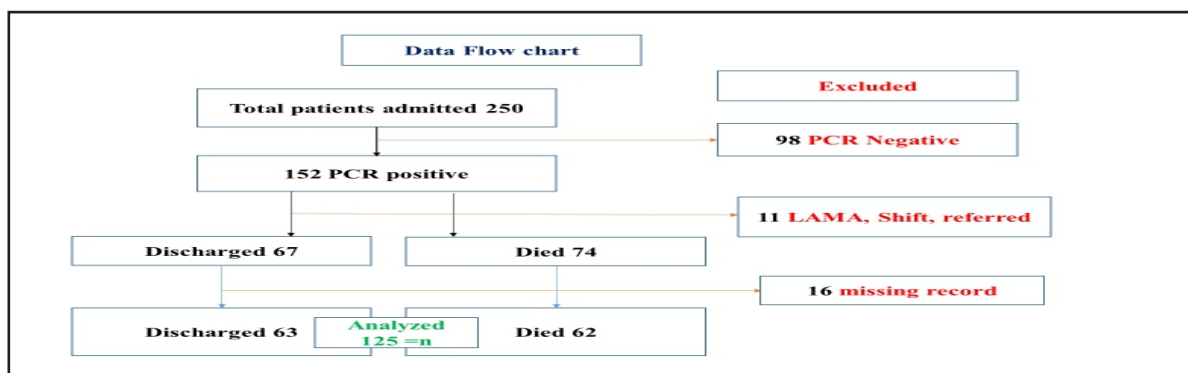 Data Flow chart
Excluded
Total patients admitted 250
98 PCR Negative
152 PCR positive
11 LAMA, Shift, referred
Discharged 67
Died 74
16 missing record
Discharged 63
Analyzed
125 =n
Died 62